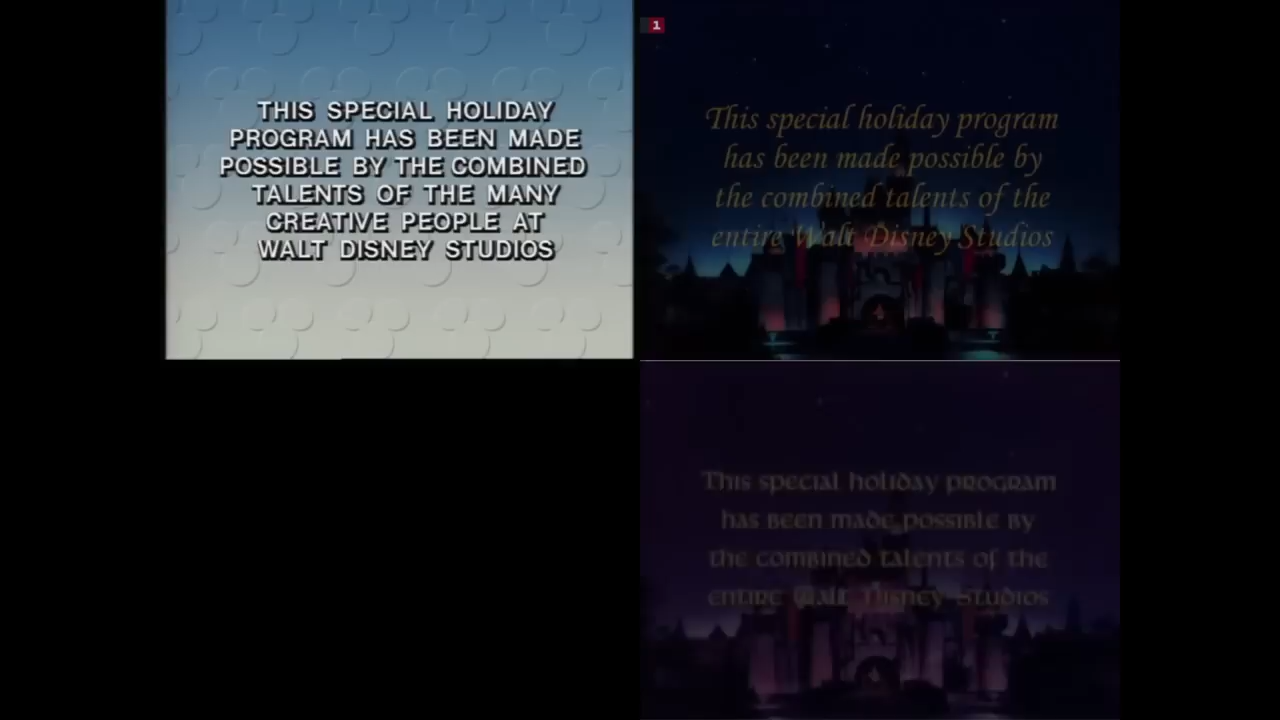 THIS SPECIAL HOLIDAY
PROGRAM HAS BEEN MADE
POSSIBLE BY THE COMBINED
TALENTS OF THE MANY
CREATIVE PEOPLE AT
WALT DISNEY STUDIOS
1
This special holiday program
has been made possible by
the combined talents of the
entire Walt Disney Studios
This special holiday program
has been made possible by
the combined talents of the
entire Walt Disney Studios